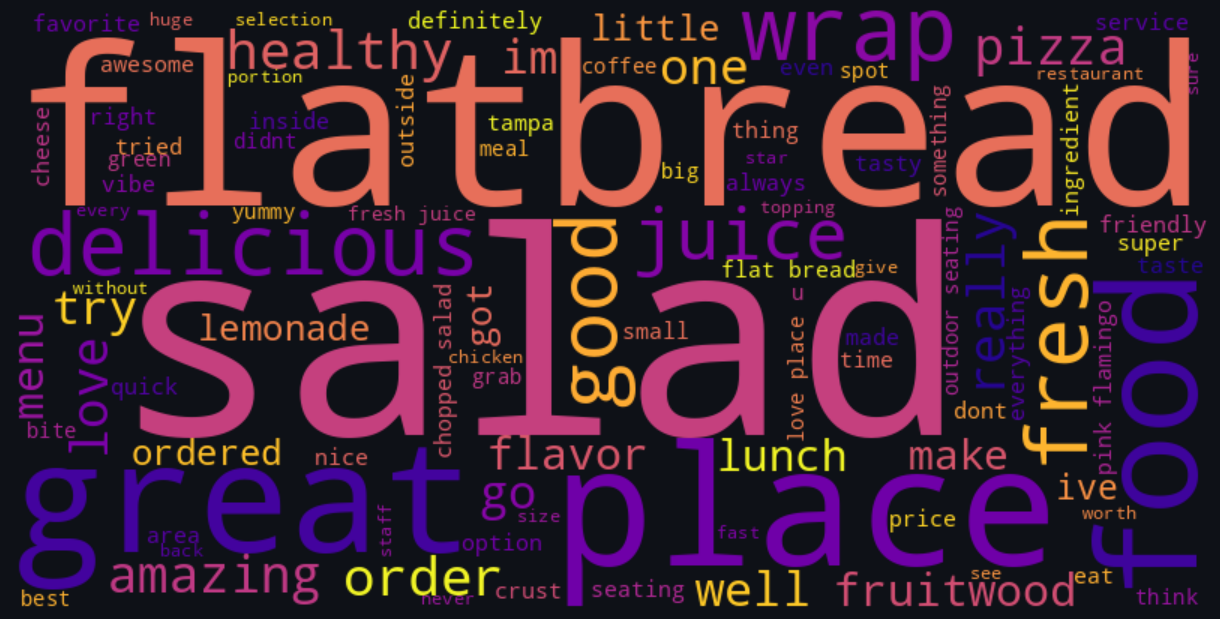 favorite
huge
selection
definitely
little
wrap
service
healthy
im
one
pizza
awesome
portion
coffee
even
spot
restaurant
sure
flatbread
cheese
right
inside
outside
tampa
thing
something
ingredient
tried
green
didnt
meal
star
tasty
vibe
big
always
every
yummy
fresh juice
topping
friendly
delicious
good
juice
outdoor seating
really
fresh
super
flat bread
give
taste
without
try
salad
lemonade
chopped salad
got
small
u
love place
made
time
everything
pink flamingo
food
menu
love
quick
chicken
grab
dont
bite
ordered
nice
flavor
lunch
make
great
go
place
ive
size
price
worth
area
back
staff
option
fast
amazing
order
crust
seating
well
fruitwood
see
eat
best
never
think